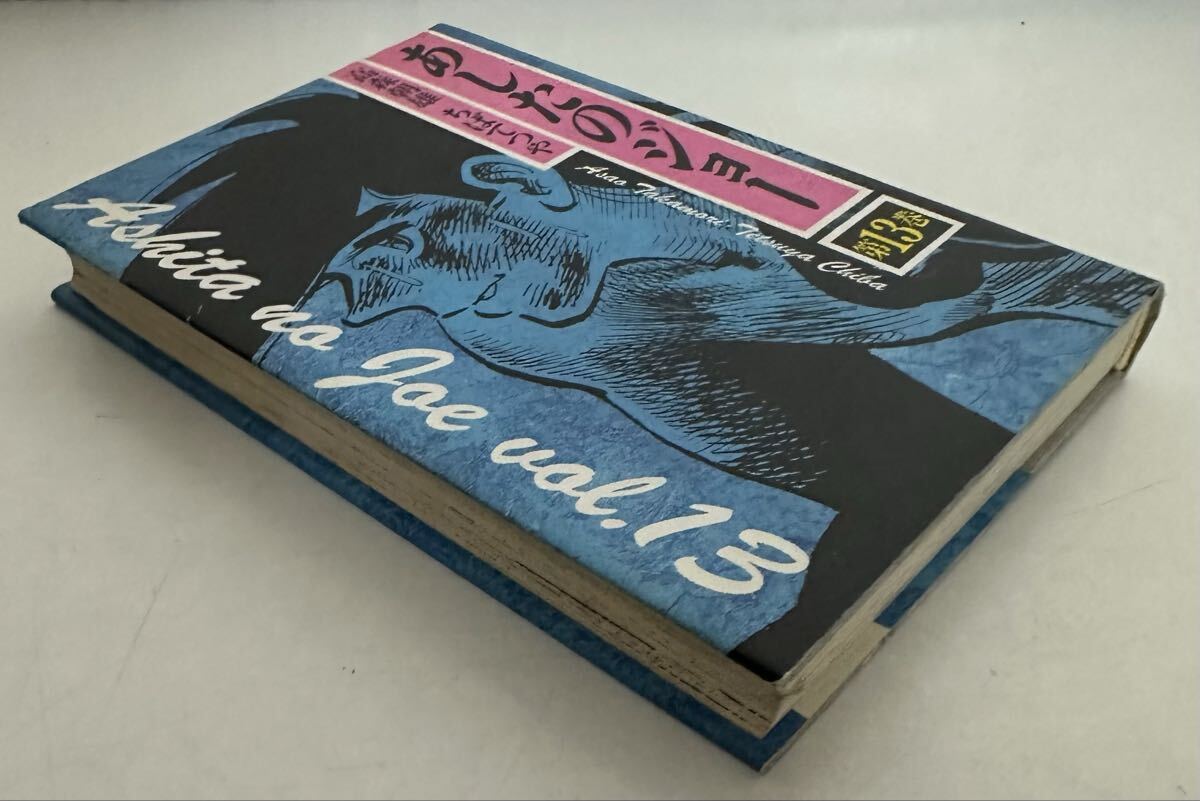 あしたのジョー
高森朝雄 ちばてつや
Asao Takamori Tetsuya Chiba
第13巻
Ashita no Joe vol.13